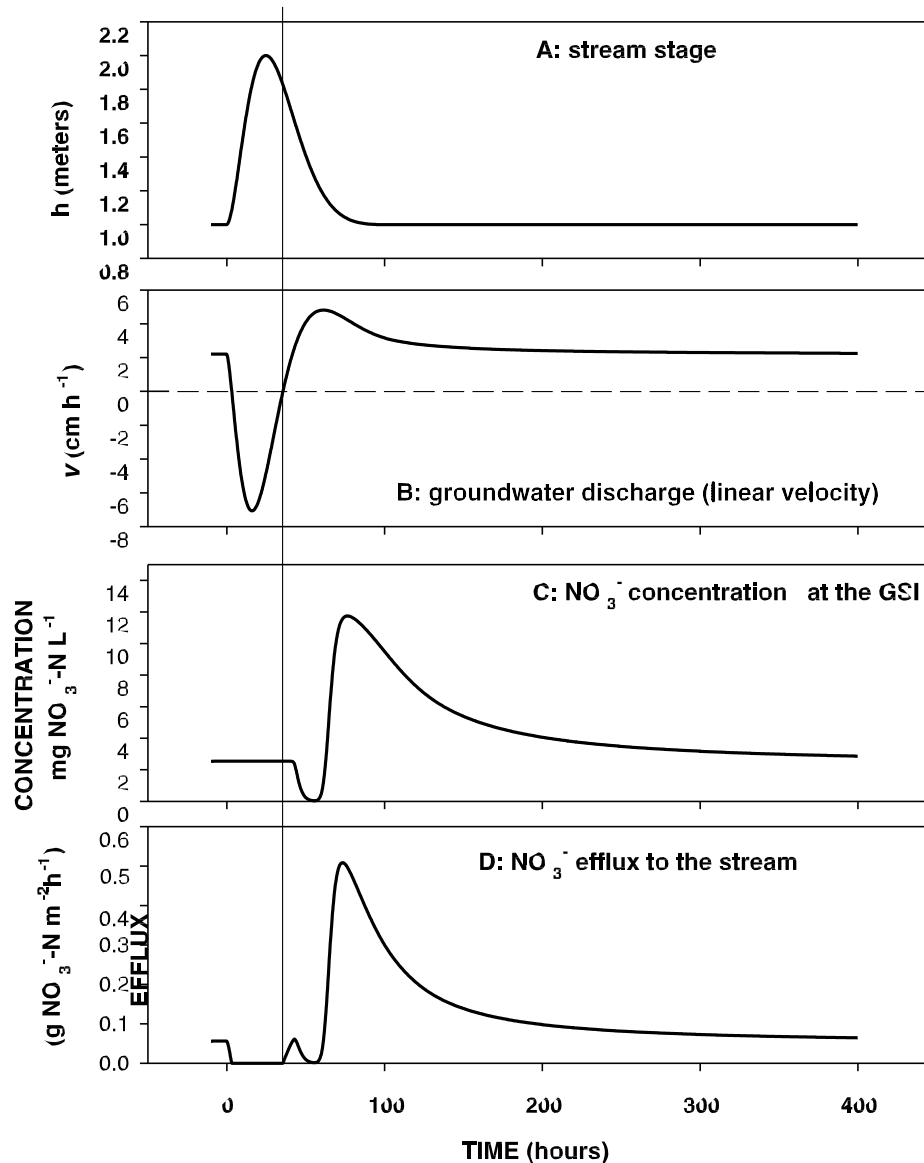 A: stream stage
h (meters)
2.2
2.0
1.8
1.6
1.4
1.2
1.0
0.8
B: groundwater discharge (linear velocity)
v (cm h⁻¹)
6
4
2
0
-2
-4
-6
-8
C: NO₃⁻ concentration at the GSI
CONCENTRATION
mg NO₃⁻-N L⁻¹
14
12
10
8
6
4
2
0
D: NO₃⁻ efflux to the stream
EFFLUX
(g NO₃⁻-N m⁻²h⁻¹)
0.6
0.5
0.4
0.3
0.2
0.1
0.0
0 100 200 300 400
TIME (hours)